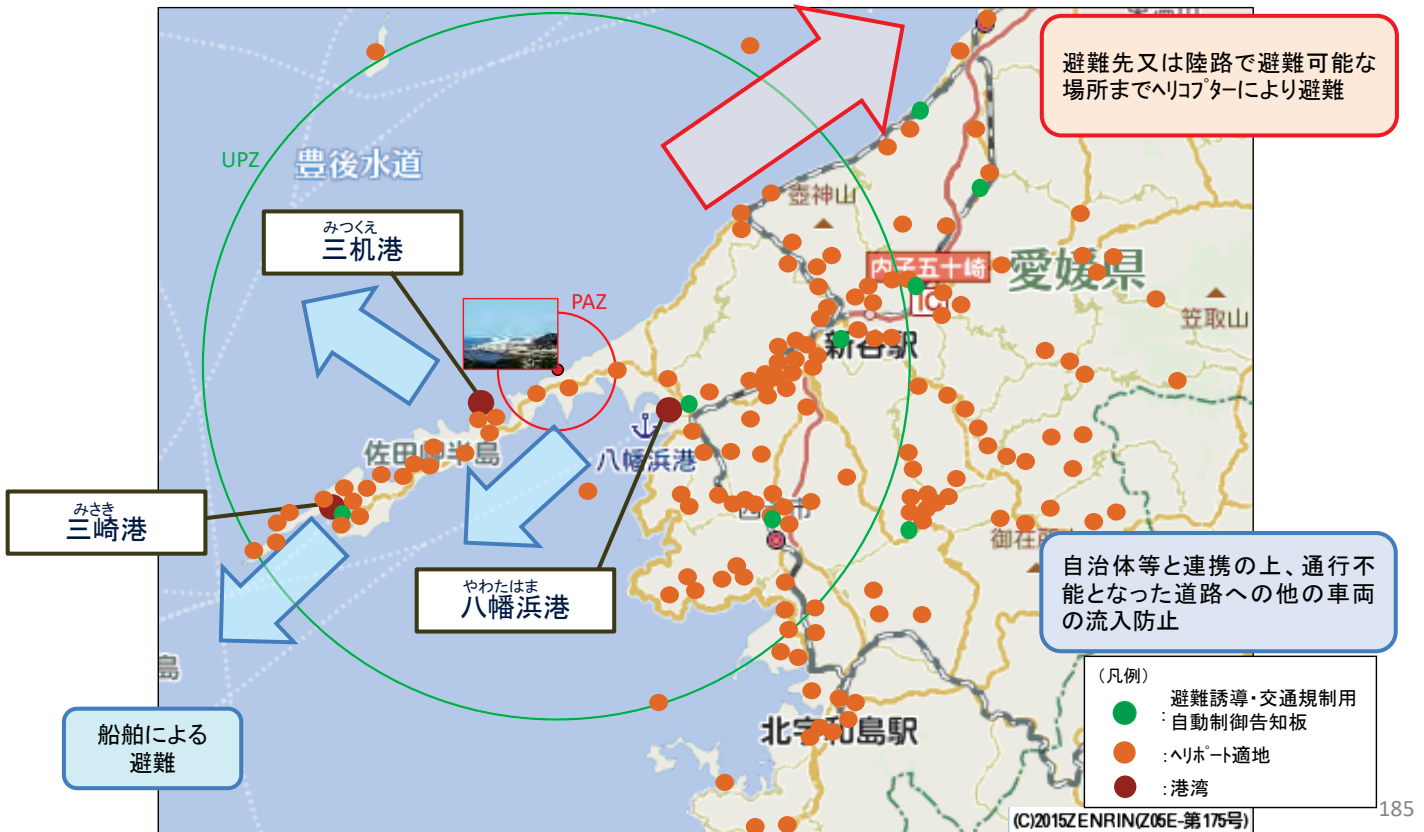 避難先又は陸路で避難可能な
場所までヘリコプターにより避難
UPZ
豊後水道
壺神山
みつくえ
三机港
内子五十崎
IC
愛媛県
PAZ
笠取山
新谷駅
佐田岬半島
八幡浜港
みさき
三崎港
やわたはま
八幡浜港
自治体等と連携の上、通行不
能となった道路への他の車両
の流入防止
島
船舶による
避難
北宇和島駅
(凡例)
避難誘導・交通規制用
:自動制御告知板
:ヘリポート適地
:港湾
(C)2015ZENRIN(Z05E-第175号)
185